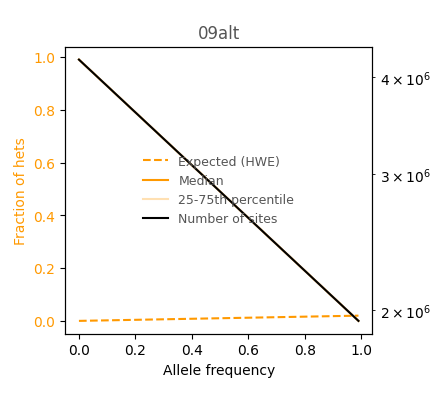 09alt
1.0
0.8
0.6
0.4
0.2
0.0
Fraction of hets
4 × 10⁶
3 × 10⁶
2 × 10⁶
Expected (HWE)
Median
25-75th percentile
Number of sites
0.0 0.2 0.4 0.6 0.8 1.0
Allele frequency